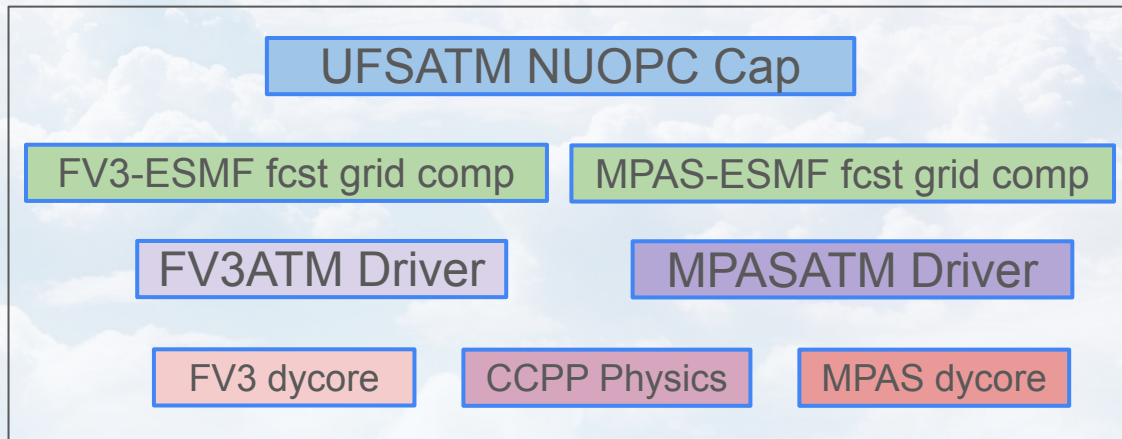 UFSATM NUOPC Cap
FV3-ESMF fcst grid comp
MPAS-ESMF fcst grid comp
FV3ATM Driver
MPASATM Driver
FV3 dycore
CCPP Physics
MPAS dycore